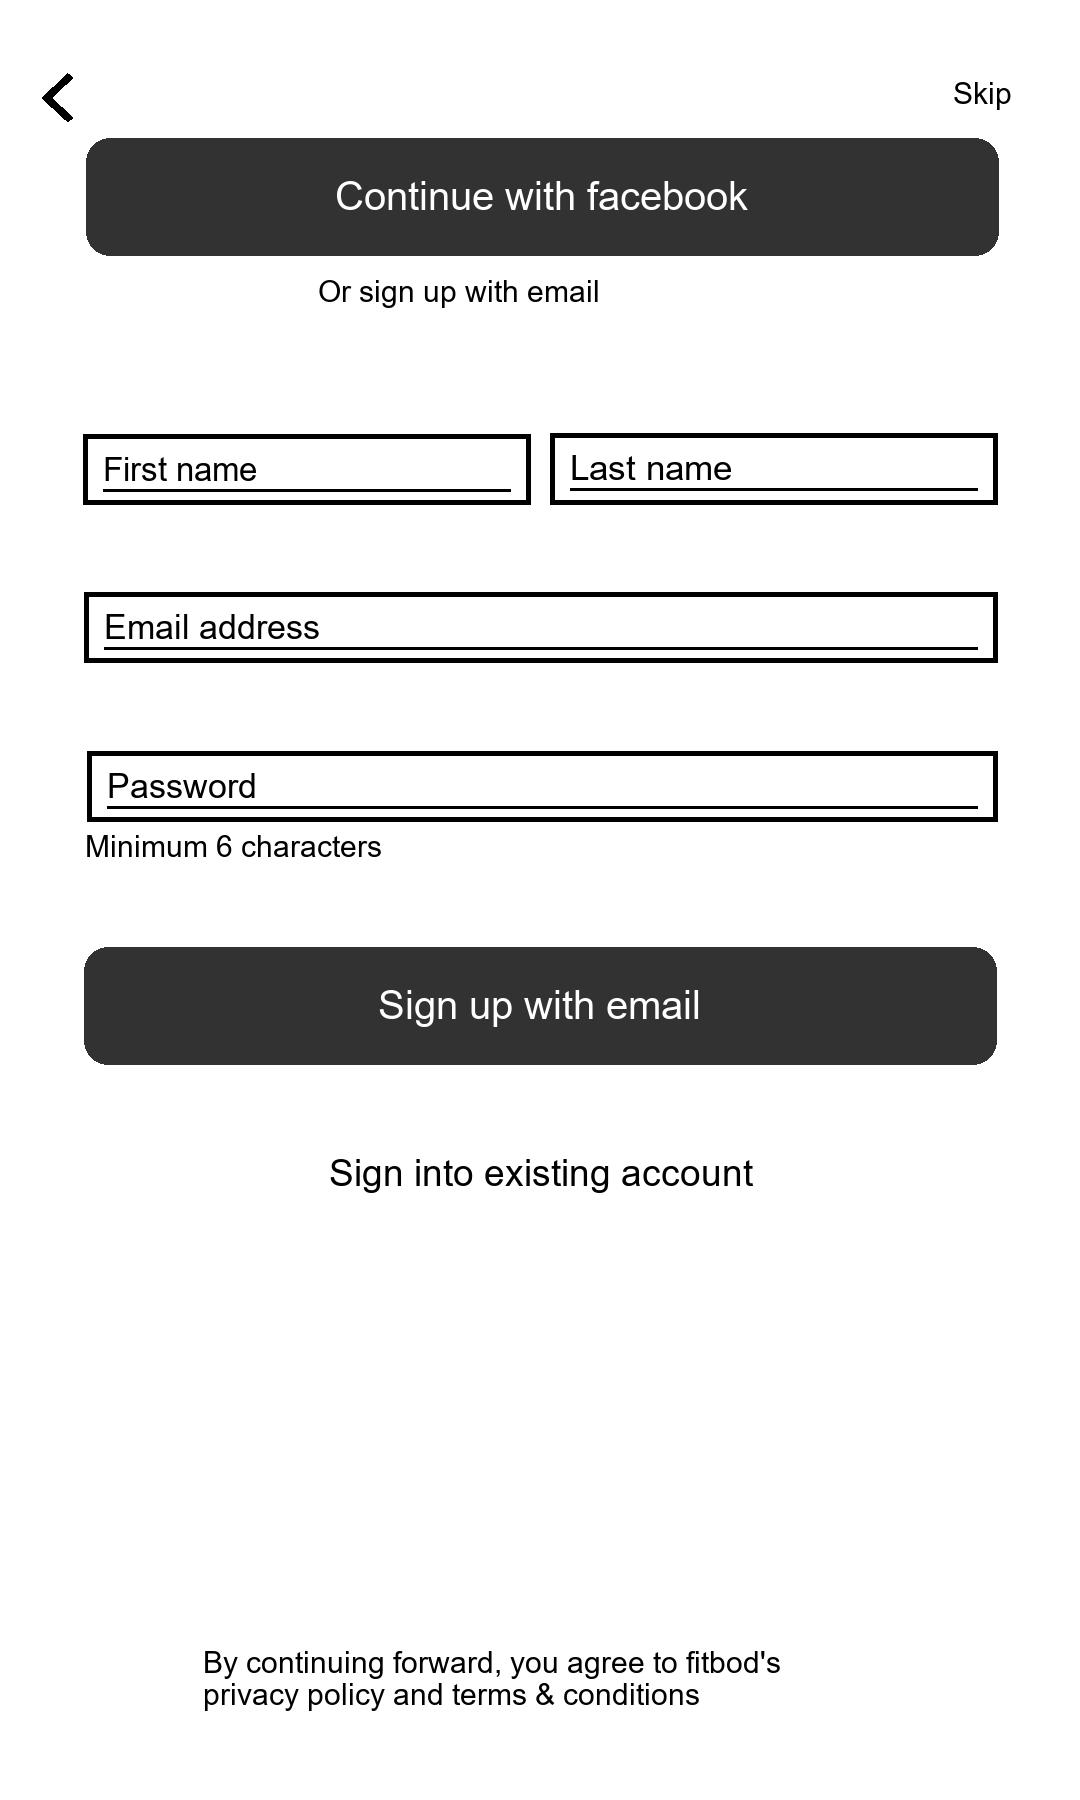 Skip
Continue with facebook
Or sign up with email
First name
Last name
Email address
Password
Minimum 6 characters
Sign up with email
Sign into existing account
By continuing forward, you agree to fitbod's
privacy policy and terms & conditions